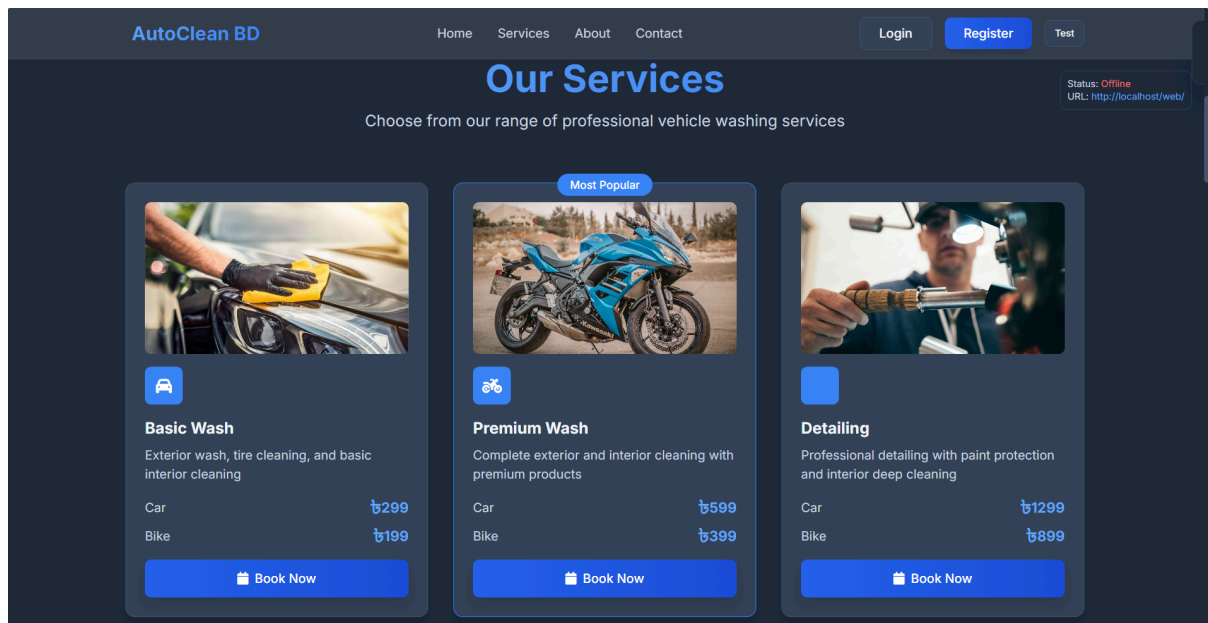 AutoClean BD
Home Services About Contact
Login Register Test
Our Services
Status: Offline
URL: http://localhost/web/
Choose from our range of professional vehicle washing services
Most Popular
Kawasaki
Basic Wash
Exterior wash, tire cleaning, and basic
interior cleaning
Car ৳299
Bike ৳199
Book Now
Premium Wash
Complete exterior and interior cleaning with
premium products
Car ৳599
Bike ৳399
Book Now
Detailing
Professional detailing with paint protection
and interior deep cleaning
Car ৳1299
Bike ৳899
Book Now